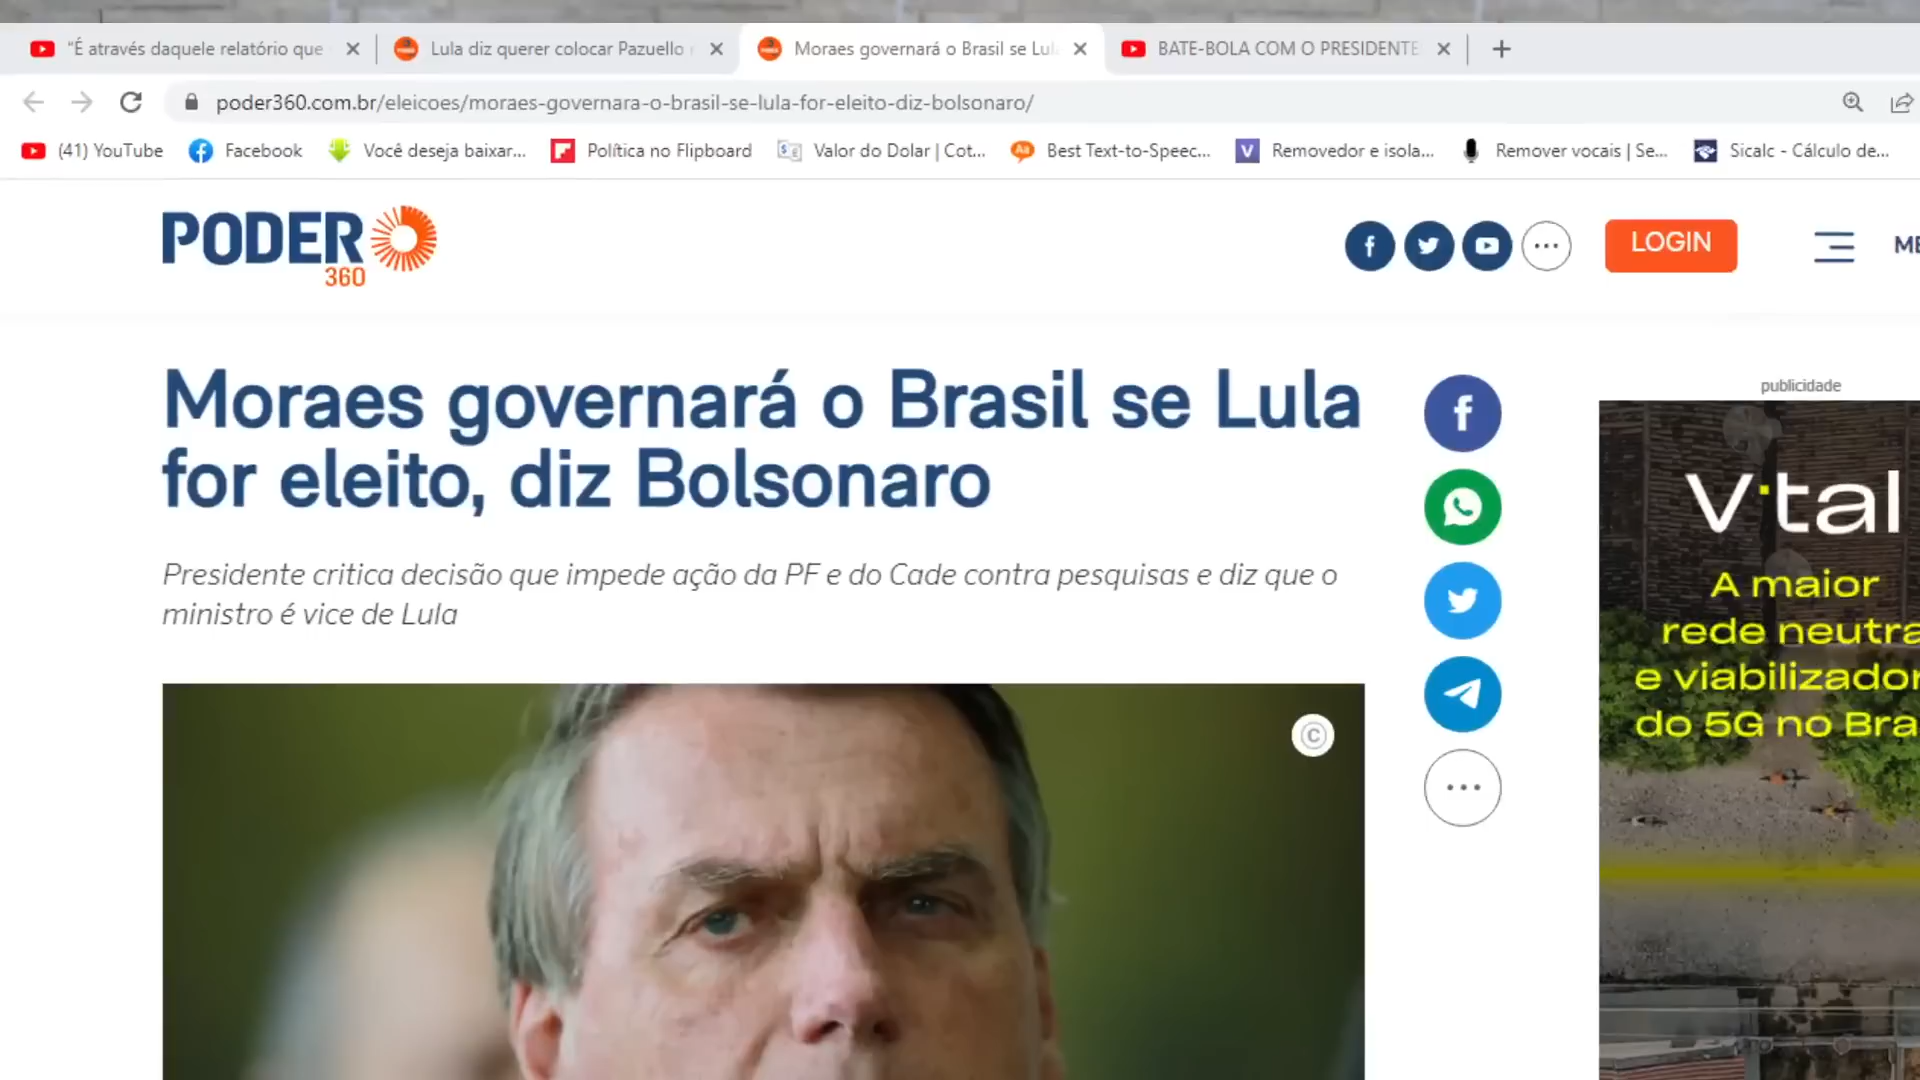 "É através daquele relatório que
Lula diz querer colocar Pazuello
Moraes governará o Brasil se Lul
BATE-BOLA COM O PRESIDENTE
poder360.com.br/eleicoes/moraes-governara-o-brasil-se-lula-for-eleito-diz-bolsonaro/
(41) YouTube
Facebook
Você deseja baixar...
Política no Flipboard
Valor do Dolar | Cot...
Best Text-to-Speec...
Removedor e isola...
Remover vocais | Se...
Sicalc - Cálculo de...
PODER
360
LOGIN
ME
Moraes governará o Brasil se Lula
for eleito, diz Bolsonaro
Presidente critica decisão que impede ação da PF e do Cade contra pesquisas e diz que o
ministro é vice de Lula
©
publicidade
V·tal
A maior
rede neutra
e viabilizador
do 5G no Bra